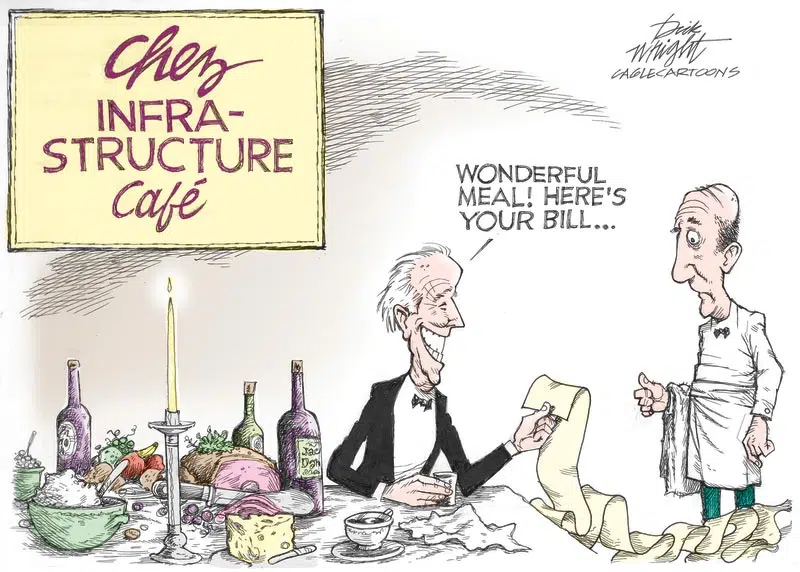 Chez
INFRA-
STRUCTURE
Café
Dick
Wright
CAGLECARTOONS
WONDERFUL
MEAL! HERE'S
YOUR BILL...